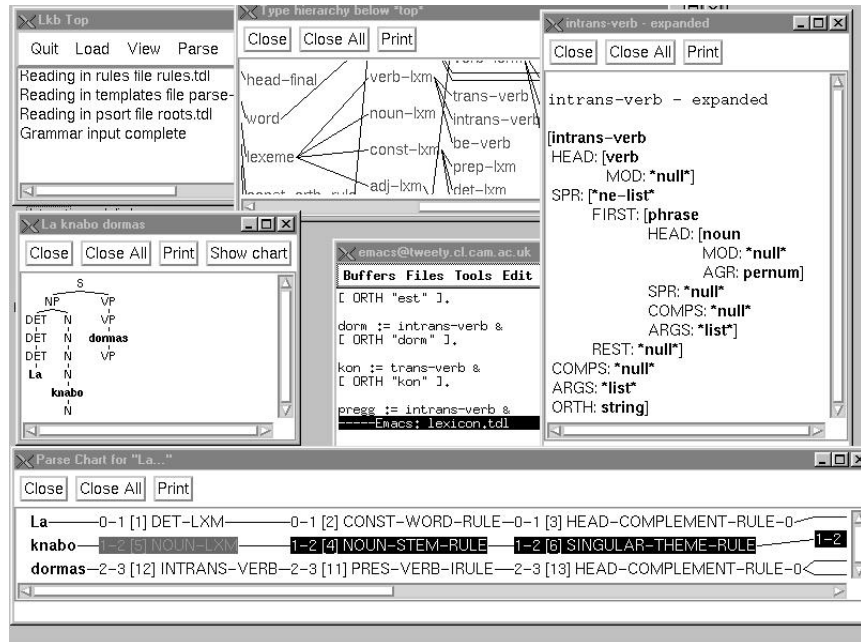 Lkb Top
Quit Load View Parse
Reading in rules file rules.tdl
Reading in templates file parse-
Reading in psort file roots.tdl
Grammar input complete
Type hierarchy below *top*
Close Close All Print
head-final
verb-lxm
trans-verb
word
noun-lxm
intrans-verb
be-verb
lexeme
const-lxm
prep-lxm
adj-lxm
det-lxm
intrans-verb - expanded
Close Close All Print
intrans-verb - expanded
[intrans-verb
HEAD: [verb
MOD: *null*]
SPR: [*ne-list*
FIRST: [phrase
HEAD: [noun
MOD: *null*
AGR: pernum]
SPR: *null*
COMPS: *null*
ARGS: *list*]
REST: *null*]
COMPS: *null*
ARGS: *list*
ORTH: string]
La knabo dormas
Close Close All Print Show chart
S
NP VP
DET N VP
DET N dormas
DET N VP
La N
knabo
N
emacs@tweety.cl.cam.ac.uk
Buffers Files Tools Edit
[ ORTH "est" ].
dorm := intrans-verb &
[ ORTH "dorm" ].
kon := trans-verb &
[ ORTH "kon" ].
pregg := intrans-verb &
-----Emacs: lexicon.tdl
Parse Chart for "La..."
Close Close All Print
La 0-1 [1] DET-LXM 0-1 [2] CONST-WORD-RULE 0-1 [3] HEAD-COMPLEMENT-RULE-0
knabo 1-2 [5] NOUN-LXM 1-2 [4] NOUN-STEM-RULE 1-2 [6] SINGULAR-THEME-RULE 1-2
dormas 2-3 [12] INTRANS-VERB 2-3 [11] PRES-VERB-IRULE 2-3 [13] HEAD-COMPLEMENT-RULE-0